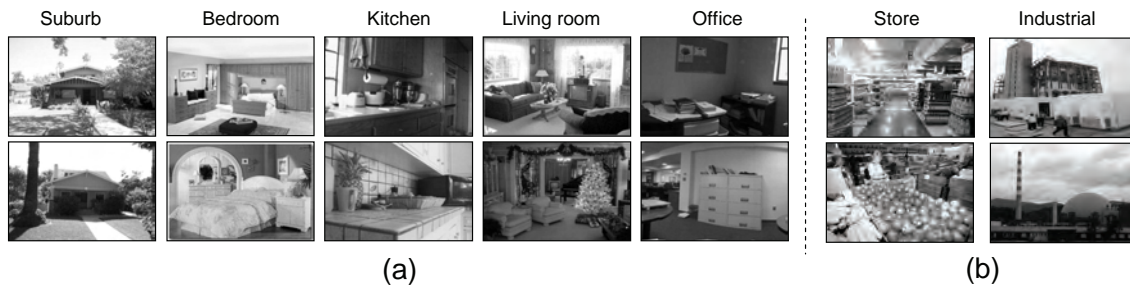 Suburb
Bedroom
Kitchen
Living room
Office
Store
Industrial
(a)
(b)